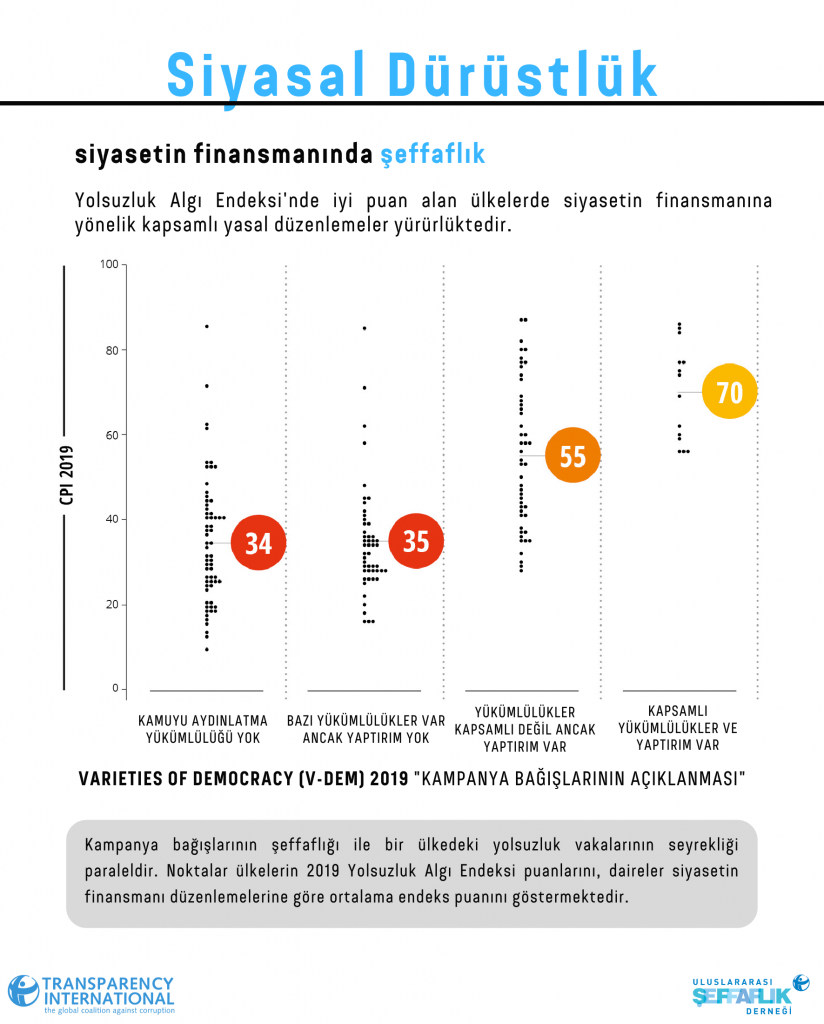 Siyasal Dürüstlük
siyasetin finansmanında şeffaflık
Yolsuzluk Algı Endeksi'nde iyi puan alan ülkelerde siyasetin finansmanına
yönelik kapsamlı yasal düzenlemeler yürürlüktedir.
100
80
60
40
20
0
CPI 2019
34
35
55
70
KAMUYU AYDINLATMA
YÜKÜMLÜLÜĞÜ YOK
BAZI YÜKÜMLÜLÜKLER VAR
ANCAK YAPTIRIM YOK
YÜKÜMLÜLÜKLER
KAPSAMLI DEĞİL ANCAK
YAPTIRIM VAR
KAPSAMLI
YÜKÜMLÜLÜKLER VE
YAPTIRIM VAR
VARIETIES OF DEMOCRACY (V-DEM) 2019 "KAMPANYA BAĞIŞLARININ AÇIKLANMASI"
Kampanya bağışlarının şeffaflığı ile bir ülkedeki yolsuzluk vakalarının seyrekliği
paraleldir. Noktalar ülkelerin 2019 Yolsuzluk Algı Endeksi puanlarını, daireler siyasetin
finansmanı düzenlemelerine göre ortalama endeks puanını göstermektedir.
TRANSPARENCY
INTERNATIONAL
the global coalition against corruption
ULUSLARARASI
ŞEFFAFLIK
DERNEĞİ